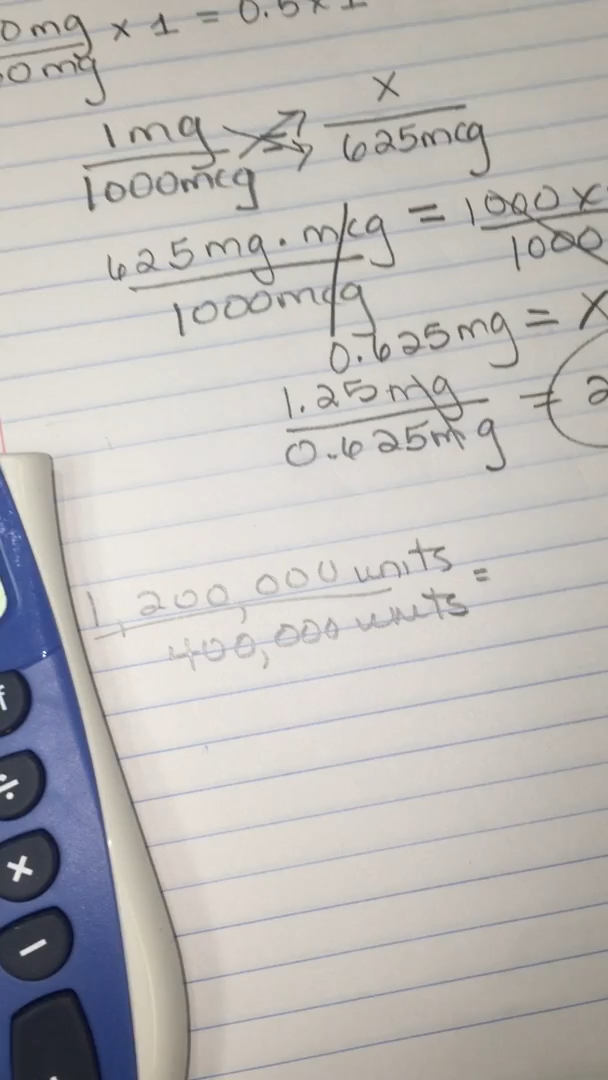 0mg × 1 = 0.5 × 1
0mg
1mg x
1000mcg 625mcg
625mg.mcg = 1000x
1000mcg 1000
0.625mg = x
1.25mg = 2
0.625mg
1,200,000 units =
400,000 units
f
÷
×
−